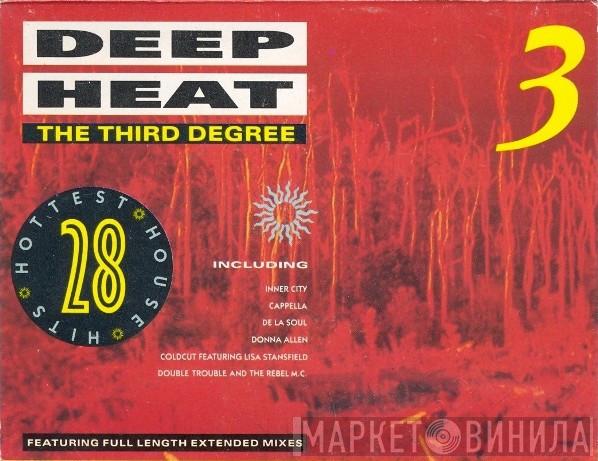 DEEP
HEAT
THE THIRD DEGREE
3
HOTTEST HOUSE HITS
28
INCLUDING
INNER CITY
CAPPELLA
DE LA SOUL
DONNA ALLEN
COLDCUT FEATURING LISA STANSFIELD
DOUBLE TROUBLE AND THE REBEL M.C.
FEATURING FULL LENGTH EXTENDED MIXES
МАРКЕТ ВИНИЛА